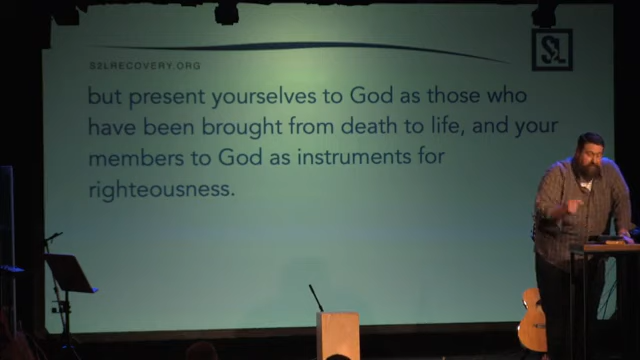 S2LRECOVERY.ORG
S2L
but present yourselves to God as those who
have been brought from death to life, and your
members to God as instruments for
righteousness.